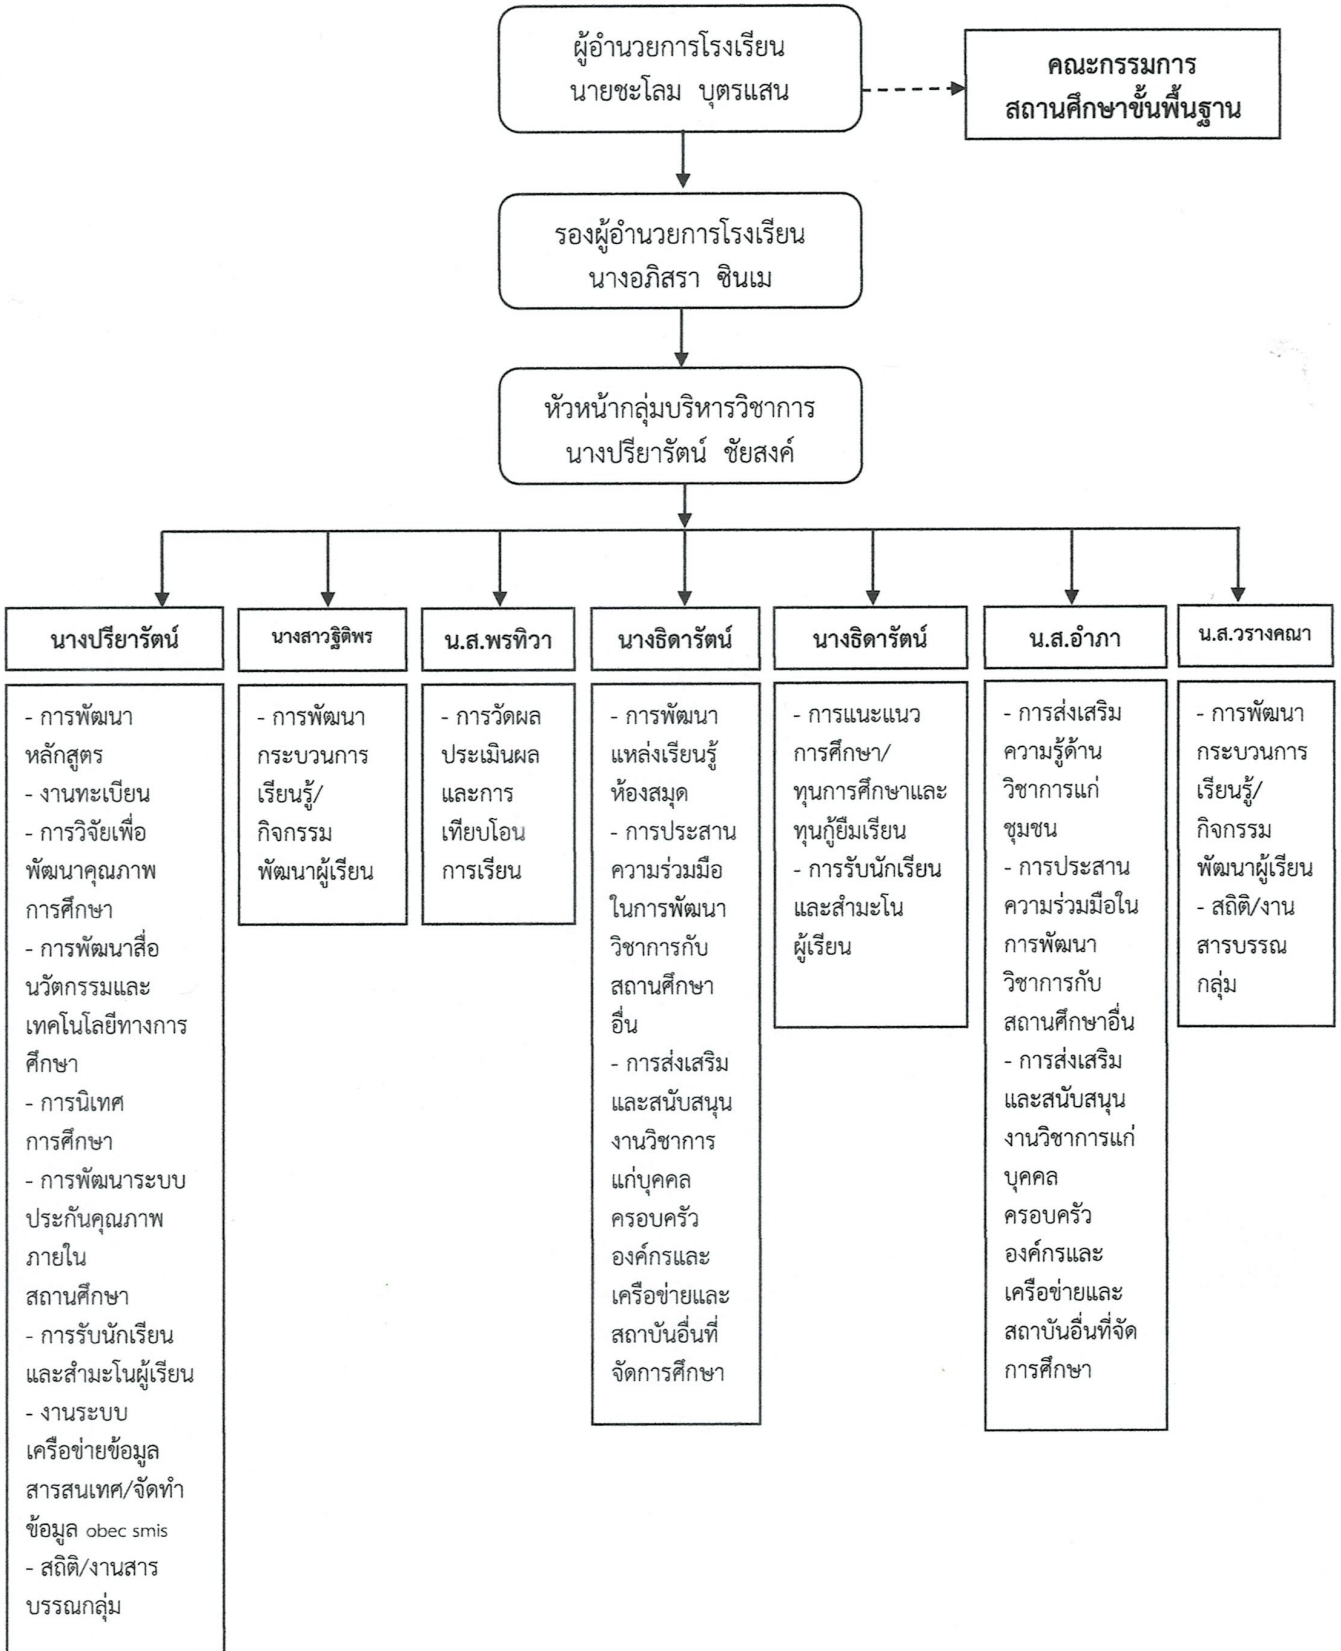 ผู้อำนวยการโรงเรียน
นายชะโลม บุตรแสน
คณะกรรมการ
สถานศึกษาขั้นพื้นฐาน
รองผู้อำนวยการโรงเรียน
นางอภิสรา ชินเม
หัวหน้ากลุ่มบริหารวิชาการ
นางปรียารัตน์ ชัยสงค์
นางปรียารัตน์
- การพัฒนา
หลักสูตร
- งานทะเบียน
- การวิจัยเพื่อ
พัฒนาคุณภาพ
การศึกษา
- การพัฒนาสื่อ
นวัตกรรมและ
เทคโนโลยีทางการ
ศึกษา
- การนิเทศ
การศึกษา
- การพัฒนาระบบ
ประกันคุณภาพ
ภายใน
สถานศึกษา
- การรับนักเรียน
และสำมะโนผู้เรียน
- งานระบบ
เครือข่ายข้อมูล
สารสนเทศ/จัดทำ
ข้อมูล obec smis
- สถิติ/งานสาร
บรรณกลุ่ม
นางสาวฐิติพร
- การพัฒนา
กระบวนการ
เรียนรู้/
กิจกรรม
พัฒนาผู้เรียน
น.ส.พรทิวา
- การวัดผล
ประเมินผล
และการ
เทียบโอน
การเรียน
นางธิดารัตน์
- การพัฒนา
แหล่งเรียนรู้
ห้องสมุด
- การประสาน
ความร่วมมือ
ในการพัฒนา
วิชาการกับ
สถานศึกษา
อื่น
- การส่งเสริม
และสนับสนุน
งานวิชาการ
แก่บุคคล
ครอบครัว
องค์กรและ
เครือข่ายและ
สถาบันอื่นที่
จัดการศึกษา
นางธิดารัตน์
- การแนะแนว
การศึกษา/
ทุนการศึกษาและ
ทุนกู้ยืมเรียน
- การรับนักเรียน
และสำมะโน
ผู้เรียน
น.ส.อำภา
- การส่งเสริม
ความรู้ด้าน
วิชาการแก่
ชุมชน
- การประสาน
ความร่วมมือใน
การพัฒนา
วิชาการกับ
สถานศึกษาอื่น
- การส่งเสริม
และสนับสนุน
งานวิชาการแก่
บุคคล
ครอบครัว
องค์กรและ
เครือข่ายและ
สถาบันอื่นที่จัด
การศึกษา
น.ส.วรางคณา
- การพัฒนา
กระบวนการ
เรียนรู้/
กิจกรรม
พัฒนาผู้เรียน
- สถิติ/งาน
สารบรรณ
กลุ่ม